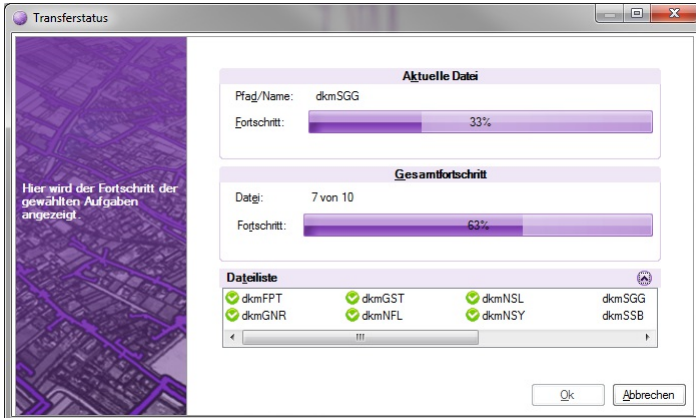 Transferstatus
Hier wird der Fortschritt der
gewählten Aufgaben
angezeigt.
Aktuelle Datei
Pfad/Name: dkmSGG
Fortschritt: 33%
Gesamtfortschritt
Datei: 7 von 10
Fortschritt: 63%
Dateiliste
dkmFPT dkmGST dkmNSL dkmSGG
dkmGNR dkmNFL dkmNSY dkmSSB
Ok Abbrechen